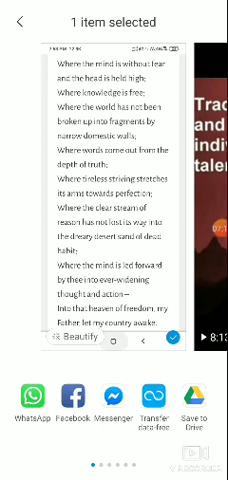 1 item selected
Where the mind is without fear
and the head is held high;
Where knowledge is free;
Where the world has not been
broken up into fragments by
narrow domestic walls;
Where words come out from the
depth of truth;
Where tireless striving stretches
its arms towards perfection;
Where the clear stream of
reason has not lost its way into
the dreary desert sand of dead
habit;
Where the mind is led forward
by thee into ever-widening
thought and action—
Into that heaven of freedom, my
Father, let my country awake.
Beautify
Trad
and
indiv
talen
8:13
WhatsApp
Facebook
Messenger
Transfer
data-free
Save to
Drive
V RECORDER